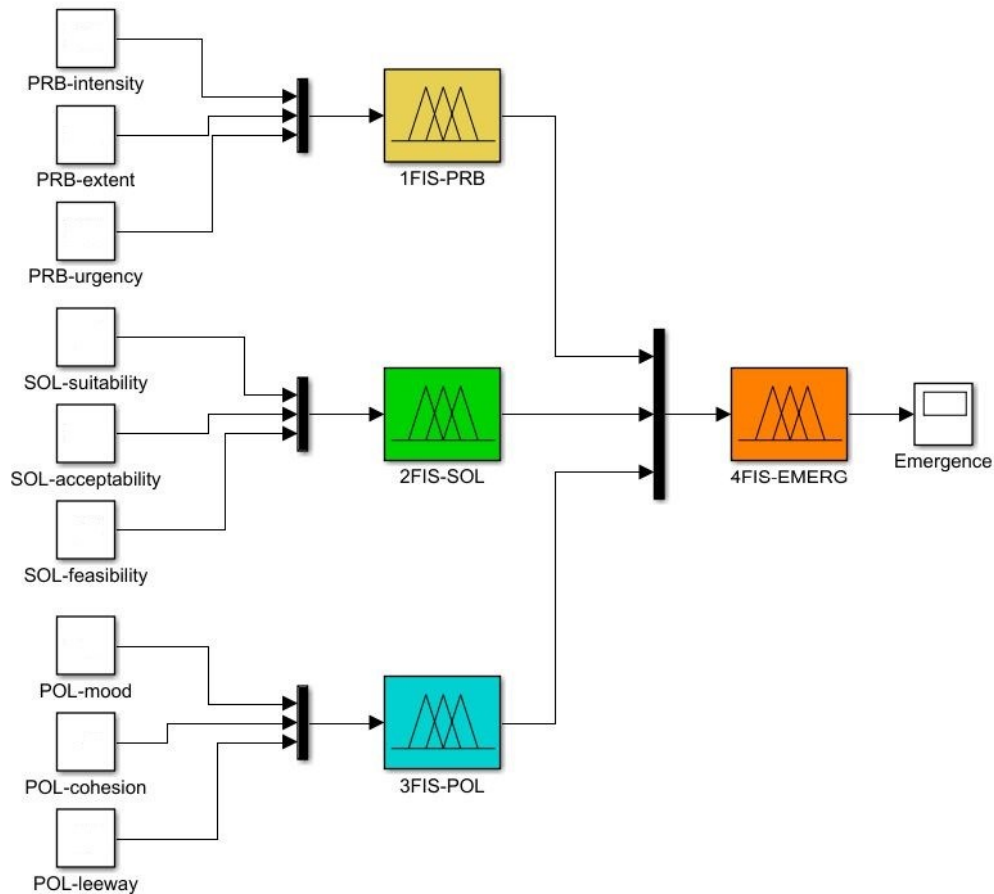 PRB-intensity
PRB-extent
1FIS-PRB
PRB-urgency
SOL-suitability
SOL-acceptability
2FIS-SOL
4FIS-EMERG
Emergence
SOL-feasibility
POL-mood
POL-cohesion
3FIS-POL
POL-leeway